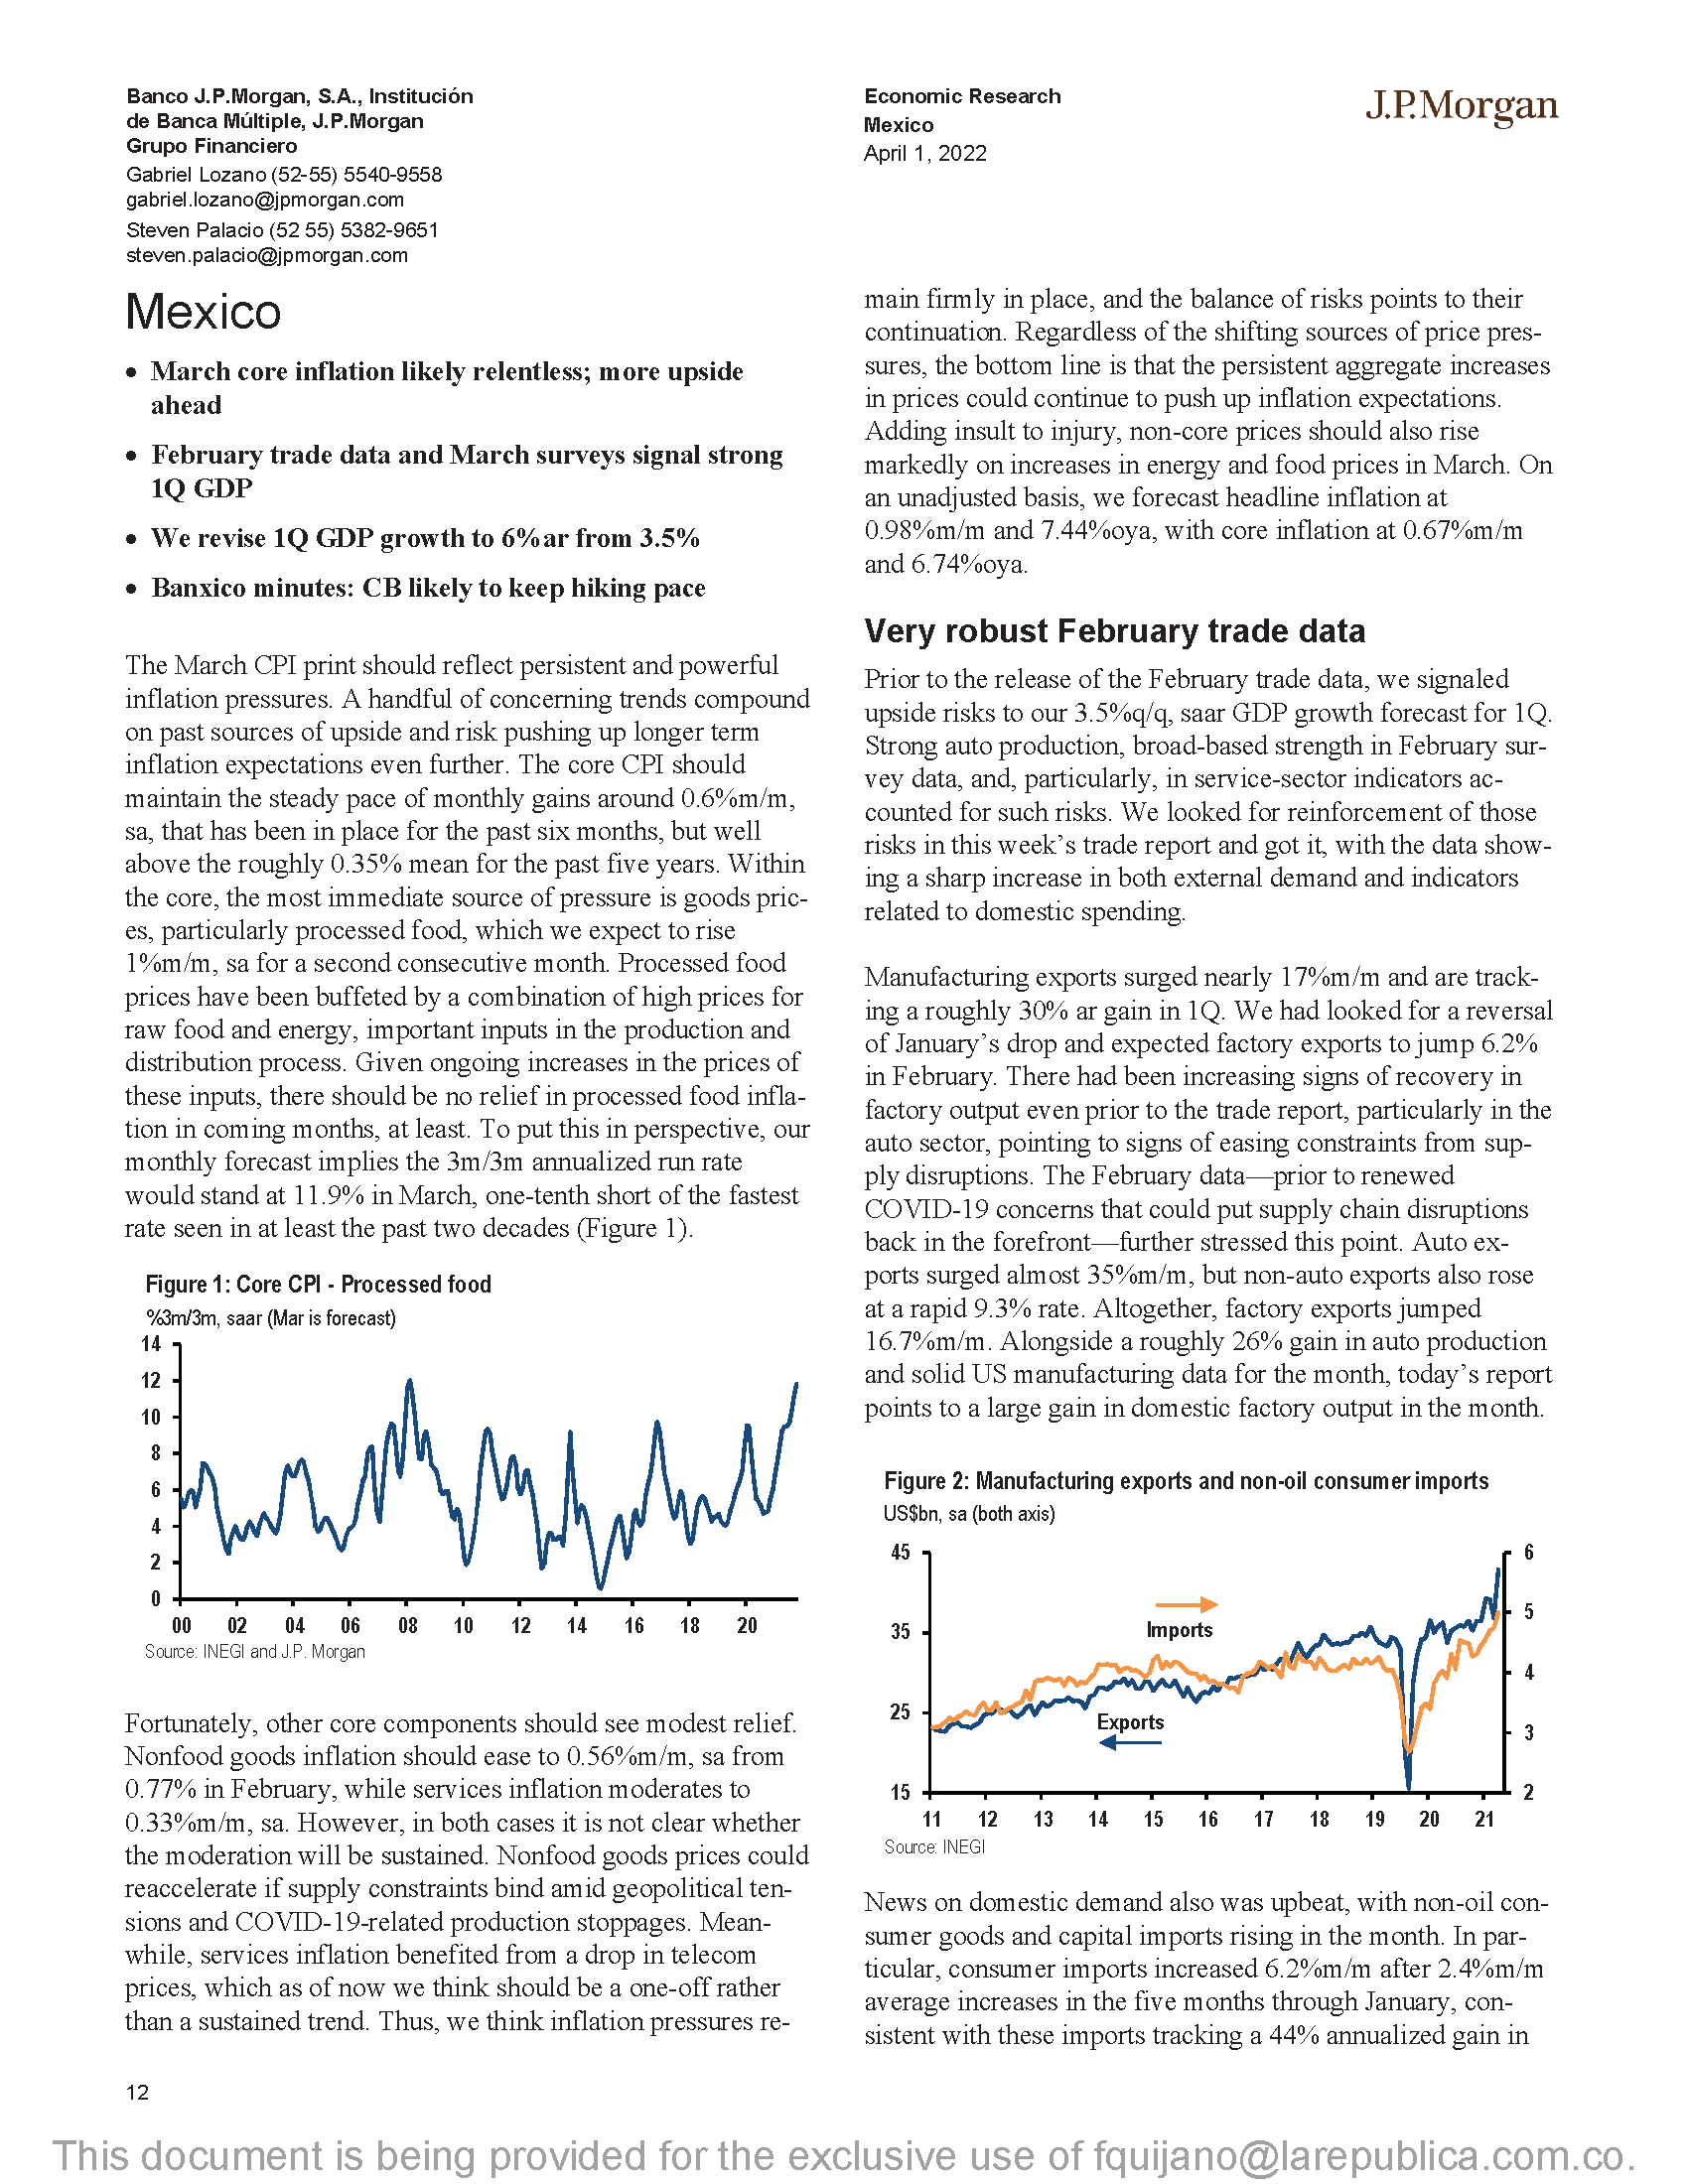 Banco J.P.Morgan, S.A., Institución
de Banca Múltiple, J.P.Morgan
Grupo Financiero
Gabriel Lozano (52-55) 5540-9558
gabriel.lozano@jpmorgan.com
Steven Palacio (52 55) 5382-9651
steven.palacio@jpmorgan.com
Economic Research
Mexico
April 1, 2022
J.P.Morgan
Mexico
• March core inflation likely relentless; more upside
ahead
• February trade data and March surveys signal strong
1Q GDP
• We revise 1Q GDP growth to 6%ar from 3.5%
• Banxico minutes: CB likely to keep hiking pace
The March CPI print should reflect persistent and powerful
inflation pressures. A handful of concerning trends compound
on past sources of upside and risk pushing up longer term
inflation expectations even further. The core CPI should
maintain the steady pace of monthly gains around 0.6%m/m,
sa, that has been in place for the past six months, but well
above the roughly 0.35% mean for the past five years. Within
the core, the most immediate source of pressure is goods pric-
es, particularly processed food, which we expect to rise
1%m/m, sa for a second consecutive month. Processed food
prices have been buffeted by a combination of high prices for
raw food and energy, important inputs in the production and
distribution process. Given ongoing increases in the prices of
these inputs, there should be no relief in processed food infla-
tion in coming months, at least. To put this in perspective, our
monthly forecast implies the 3m/3m annualized run rate
would stand at 11.9% in March, one-tenth short of the fastest
rate seen in at least the past two decades (Figure 1).
Figure 1: Core CPI - Processed food
%3m/3m, saar (Mar is forecast)
14
12
10
8
6
4
2
0
00 02 04 06 08 10 12 14 16 18 20
Source: INEGI and J.P. Morgan
Fortunately, other core components should see modest relief.
Nonfood goods inflation should ease to 0.56%m/m, sa from
0.77% in February, while services inflation moderates to
0.33%m/m, sa. However, in both cases it is not clear whether
the moderation will be sustained. Nonfood goods prices could
reaccelerate if supply constraints bind amid geopolitical ten-
sions and COVID-19-related production stoppages. Mean-
while, services inflation benefited from a drop in telecom
prices, which as of now we think should be a one-off rather
than a sustained trend. Thus, we think inflation pressures re-
main firmly in place, and the balance of risks points to their
continuation. Regardless of the shifting sources of price pres-
sures, the bottom line is that the persistent aggregate increases
in prices could continue to push up inflation expectations.
Adding insult to injury, non-core prices should also rise
markedly on increases in energy and food prices in March. On
an unadjusted basis, we forecast headline inflation at
0.98%m/m and 7.44%oya, with core inflation at 0.67%m/m
and 6.74%oya.
Very robust February trade data
Prior to the release of the February trade data, we signaled
upside risks to our 3.5%q/q, saar GDP growth forecast for 1Q.
Strong auto production, broad-based strength in February sur-
vey data, and, particularly, in service-sector indicators ac-
counted for such risks. We looked for reinforcement of those
risks in this week's trade report and got it, with the data show-
ing a sharp increase in both external demand and indicators
related to domestic spending.
Manufacturing exports surged nearly 17%m/m and are track-
ing a roughly 30% ar gain in 1Q. We had looked for a reversal
of January's drop and expected factory exports to jump 6.2%
in February. There had been increasing signs of recovery in
factory output even prior to the trade report, particularly in the
auto sector, pointing to signs of easing constraints from sup-
ply disruptions. The February data—prior to renewed
COVID-19 concerns that could put supply chain disruptions
back in the forefront—further stressed this point. Auto ex-
ports surged almost 35%m/m, but non-auto exports also rose
at a rapid 9.3% rate. Altogether, factory exports jumped
16.7%m/m. Alongside a roughly 26% gain in auto production
and solid US manufacturing data for the month, today's report
points to a large gain in domestic factory output in the month.
Figure 2: Manufacturing exports and non-oil consumer imports
US$bn, sa (both axis)
45 6
5
35 Imports
4
25 Exports
3
15 2
11 12 13 14 15 16 17 18 19 20 21
Source: INEGI
News on domestic demand also was upbeat, with non-oil con-
sumer goods and capital imports rising in the month. In par-
ticular, consumer imports increased 6.2%m/m after 2.4%m/m
average increases in the five months through January, con-
sistent with these imports tracking a 44% annualized gain in
12
This document is being provided for the exclusive use of fquijano@larepublica.com.co.